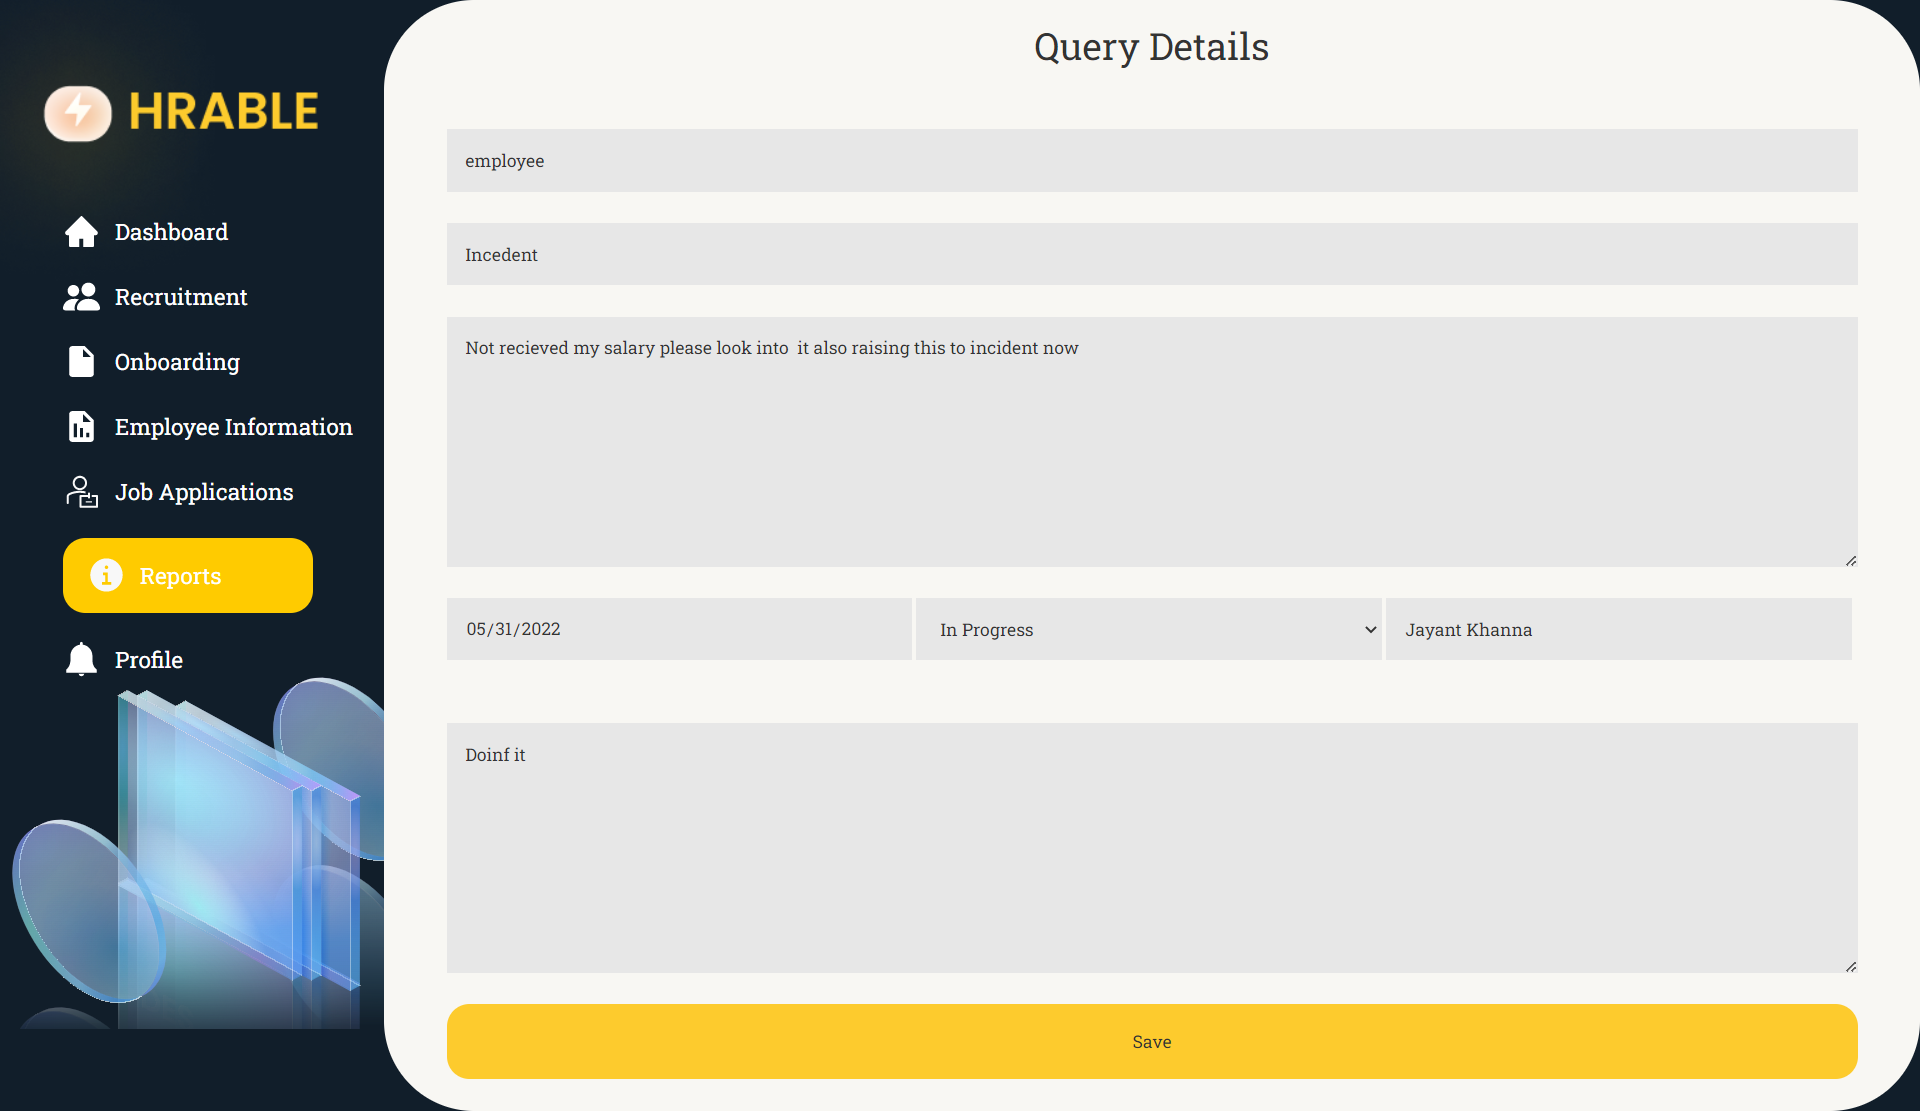 HRABLE
Dashboard
Recruitment
Onboarding
Employee Information
Job Applications
Reports
Profile
Query Details
employee
Incedent
Not recieved my salary please look into  it also raising this to incident now
05/31/2022
In Progress
Jayant Khanna
Doinf it
Save